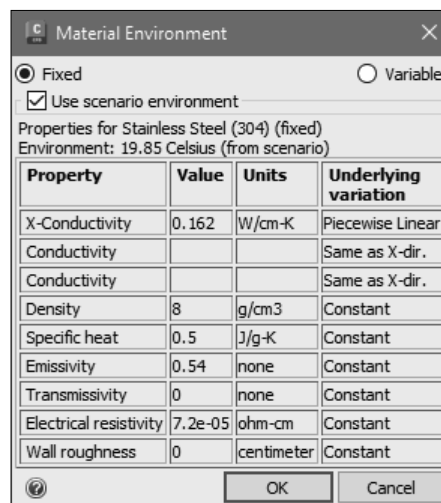 C
Material Environment
Fixed Variable
Use scenario environment
Properties for Stainless Steel (304) (fixed)
Environment: 19.85 Celsius (from scenario)
Property Value Units Underlying variation
X-Conductivity 0.162 W/cm-K Piecewise Linear
Conductivity Same as X-dir.
Conductivity Same as X-dir.
Density 8 g/cm3 Constant
Specific heat 0.5 J/g-K Constant
Emissivity 0.54 none Constant
Transmissivity 0 none Constant
Electrical resistivity 7.2e-05 ohm-cm Constant
Wall roughness 0 centimeter Constant
? OK Cancel